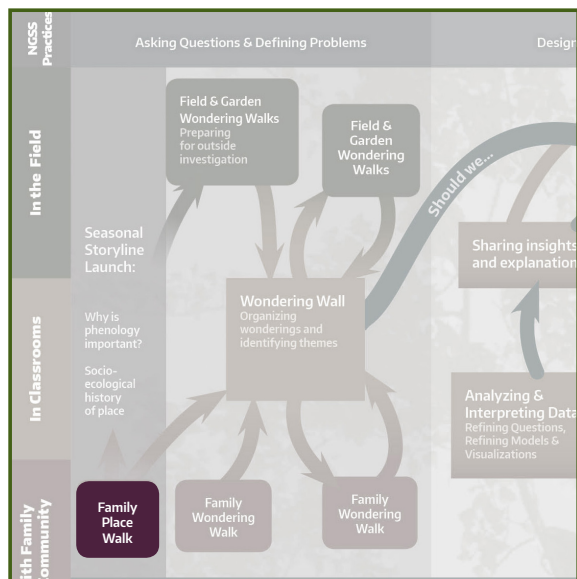 NGSS
Practices
Asking Questions & Defining Problems
Design
In the Field
Field & Garden
Wondering Walks
Preparing
for outside
investigation
Field &
Garden
Wondering
Walks
Should we...
Seasonal
Storyline
Launch:
Why is
phenology
important?
Socio-
ecological
history
of place
Sharing insights
and explanation
In Classrooms
Wondering Wall
Organizing
wonderings and
identifying themes
Analyzing &
Interpreting Data
Refining Questions,
Refining Models &
Visualizations
ith Family
ommunity
Family
Place
Walk
Family
Wondering
Walk
Family
Wondering
Walk